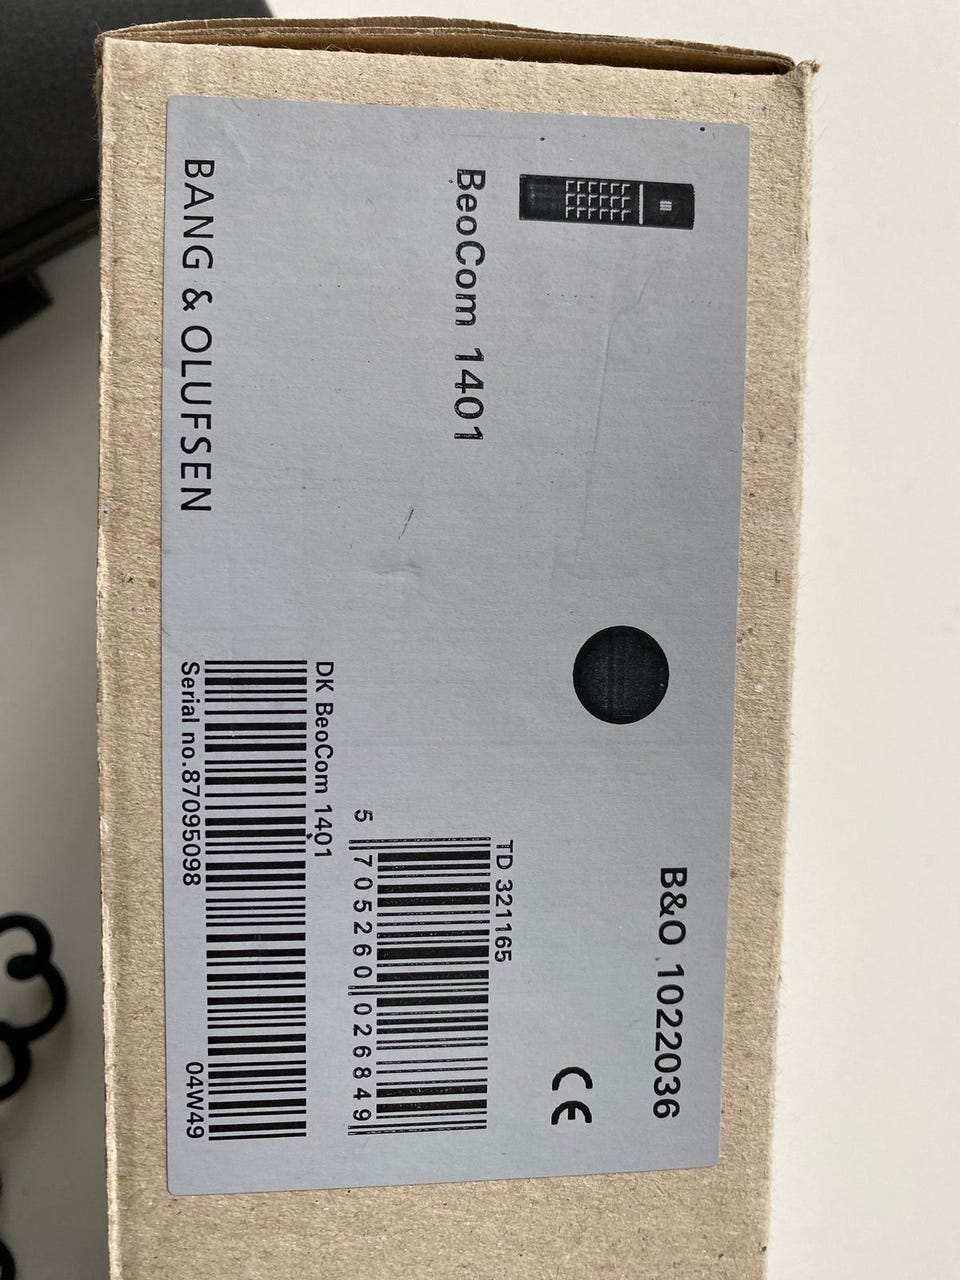 BeoCom 1401
BANG & OLUFSEN
B&O 1022036
CE
TD 321165
5 705260 026849
DK BeoCom 1401
Serial no.87095098
04W49